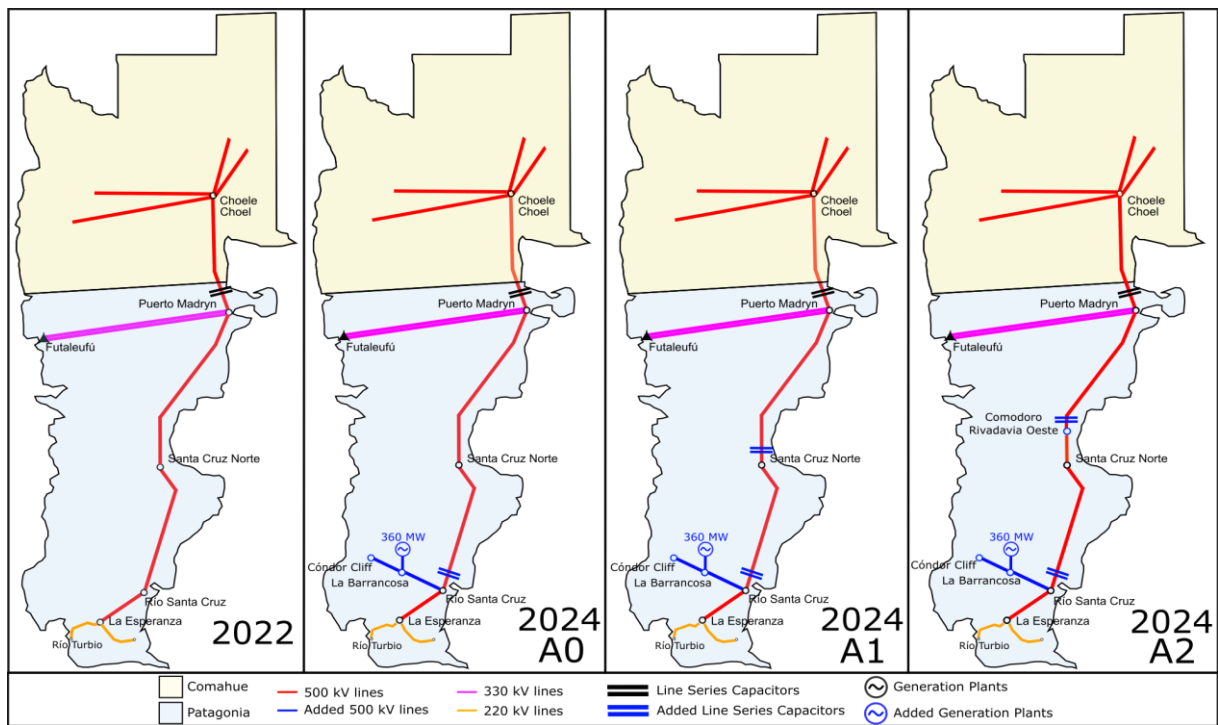 Choele
Choel
Puerto Madryn
Futaleufú
Santa Cruz Norte
Río Santa Cruz
La Esperanza
Río Turbio
2022
Choele
Choel
Puerto Madryn
Futaleufú
Santa Cruz Norte
360 MW
Cóndor Cliff
La Barrancosa
Río Santa Cruz
La Esperanza
Río Turbio
2024
A0
Choele
Choel
Puerto Madryn
Futaleufú
Santa Cruz Norte
360 MW
Cóndor Cliff
La Barrancosa
Río Santa Cruz
La Esperanza
Río Turbio
2024
A1
Choele
Choel
Puerto Madryn
Futaleufú
Comodoro
Rivadavia Oeste
Santa Cruz Norte
360 MW
Cóndor Cliff
La Barrancosa
Río Santa Cruz
La Esperanza
Río Turbio
2024
A2
Comahue
Patagonia
500 kV lines
Added 500 kV lines
330 kV lines
220 kV lines
Line Series Capacitors
Added Line Series Capacitors
Generation Plants
Added Generation Plants